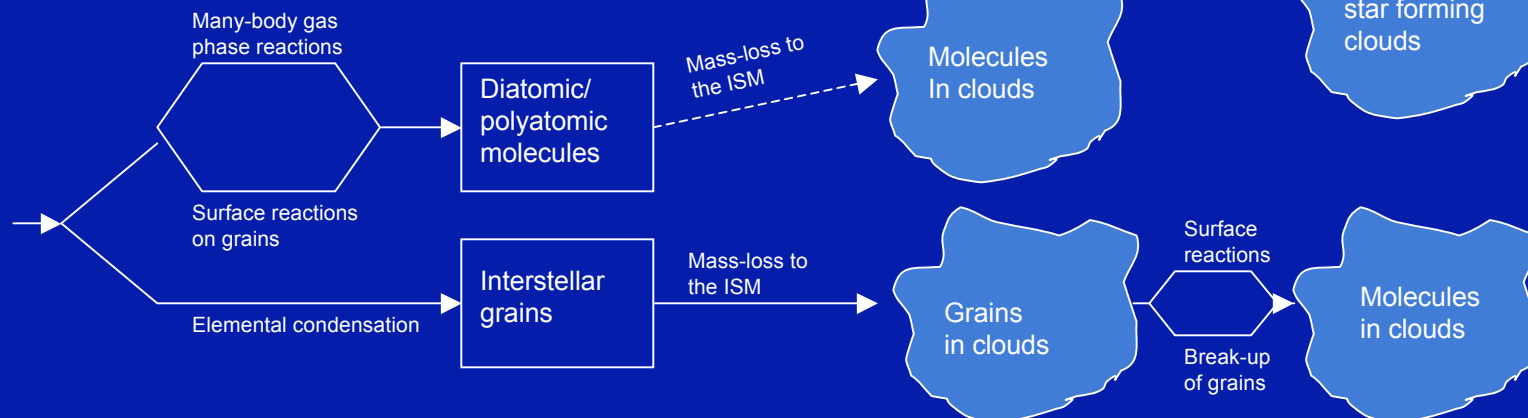 Many-body gas
phase reactions
Surface reactions
on grains
Elemental condensation
Diatomic/
polyatomic
molecules
Interstellar
grains
Mass-loss to
the ISM
Mass-loss to
the ISM
Molecules
In clouds
star forming
clouds
Grains
in clouds
Surface
reactions
Break-up
of grains
Molecules
in clouds